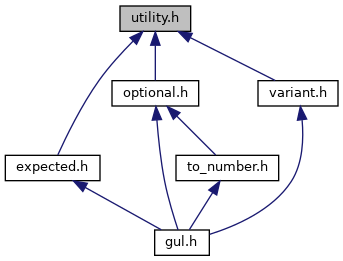 utility.h
optional.h
variant.h
expected.h
to_number.h
gul.h